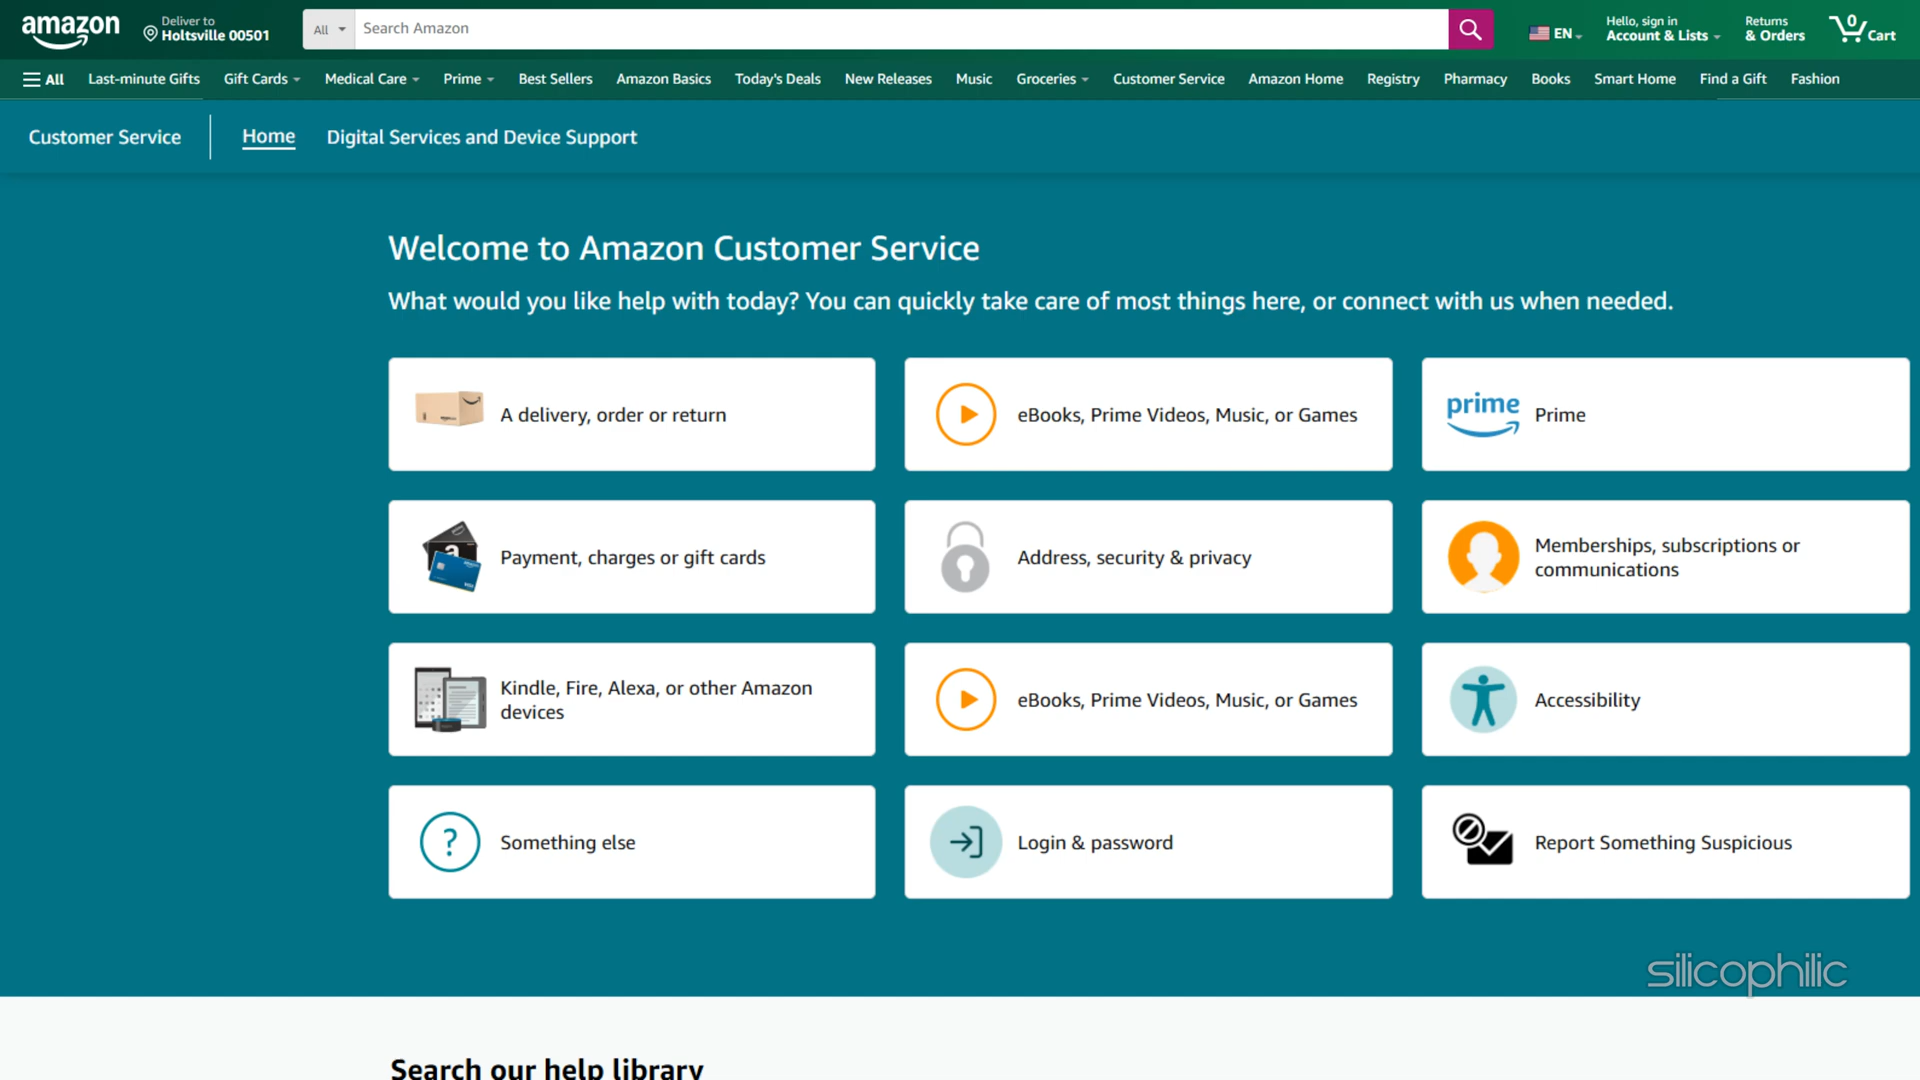 amazon
Deliver to
Holtsville 00501
All
Search Amazon
EN
Hello, sign in
Account & Lists
Returns
& Orders
0
Cart
All
Last-minute Gifts
Gift Cards
Medical Care
Prime
Best Sellers
Amazon Basics
Today's Deals
New Releases
Music
Groceries
Customer Service
Amazon Home
Registry
Pharmacy
Books
Smart Home
Find a Gift
Fashion
Customer Service
Home
Digital Services and Device Support
Welcome to Amazon Customer Service
What would you like help with today? You can quickly take care of most things here, or connect with us when needed.
A delivery, order or return
eBooks, Prime Videos, Music, or Games
prime
Prime
a
VISA
Payment, charges or gift cards
Address, security & privacy
Memberships, subscriptions or
communications
Kindle, Fire, Alexa, or other Amazon
devices
eBooks, Prime Videos, Music, or Games
Accessibility
?
Something else
Login & password
Report Something Suspicious
silicophilic
Search our help library